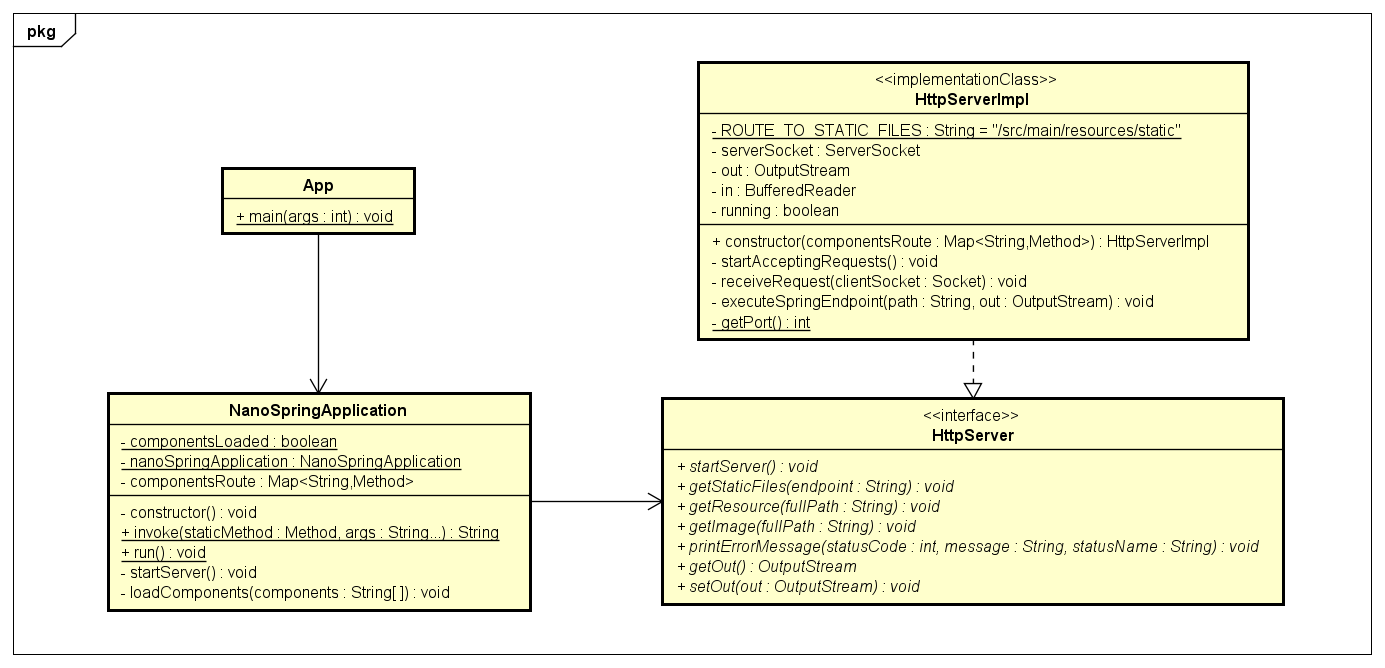 pkg
<<implementationClass>>
HttpServerImpl
- ROUTE_TO_STATIC_FILES : String = "/src/main/resources/static"
- serverSocket : ServerSocket
- out : OutputStream
- in : BufferedReader
- running : boolean
+ constructor(componentsRoute : Map<String,Method>) : HttpServerImpl
- startAcceptingRequests() : void
- receiveRequest(clientSocket : Socket) : void
- executeSpringEndpoint(path : String, out : OutputStream) : void
- getPort() : int
App
+ main(args : int) : void
NanoSpringApplication
- componentsLoaded : boolean
- nanoSpringApplication : NanoSpringApplication
- componentsRoute : Map<String,Method>
- constructor() : void
+ invoke(staticMethod : Method, args : String...) : String
+ run() : void
- startServer() : void
- loadComponents(components : String[ ]) : void
<<interface>>
HttpServer
+ startServer() : void
+ getStaticFiles(endpoint : String) : void
+ getResource(fullPath : String) : void
+ getImage(fullPath : String) : void
+ printErrorMessage(statusCode : int, message : String, statusName : String) : void
+ getOut() : OutputStream
+ setOut(out : OutputStream) : void